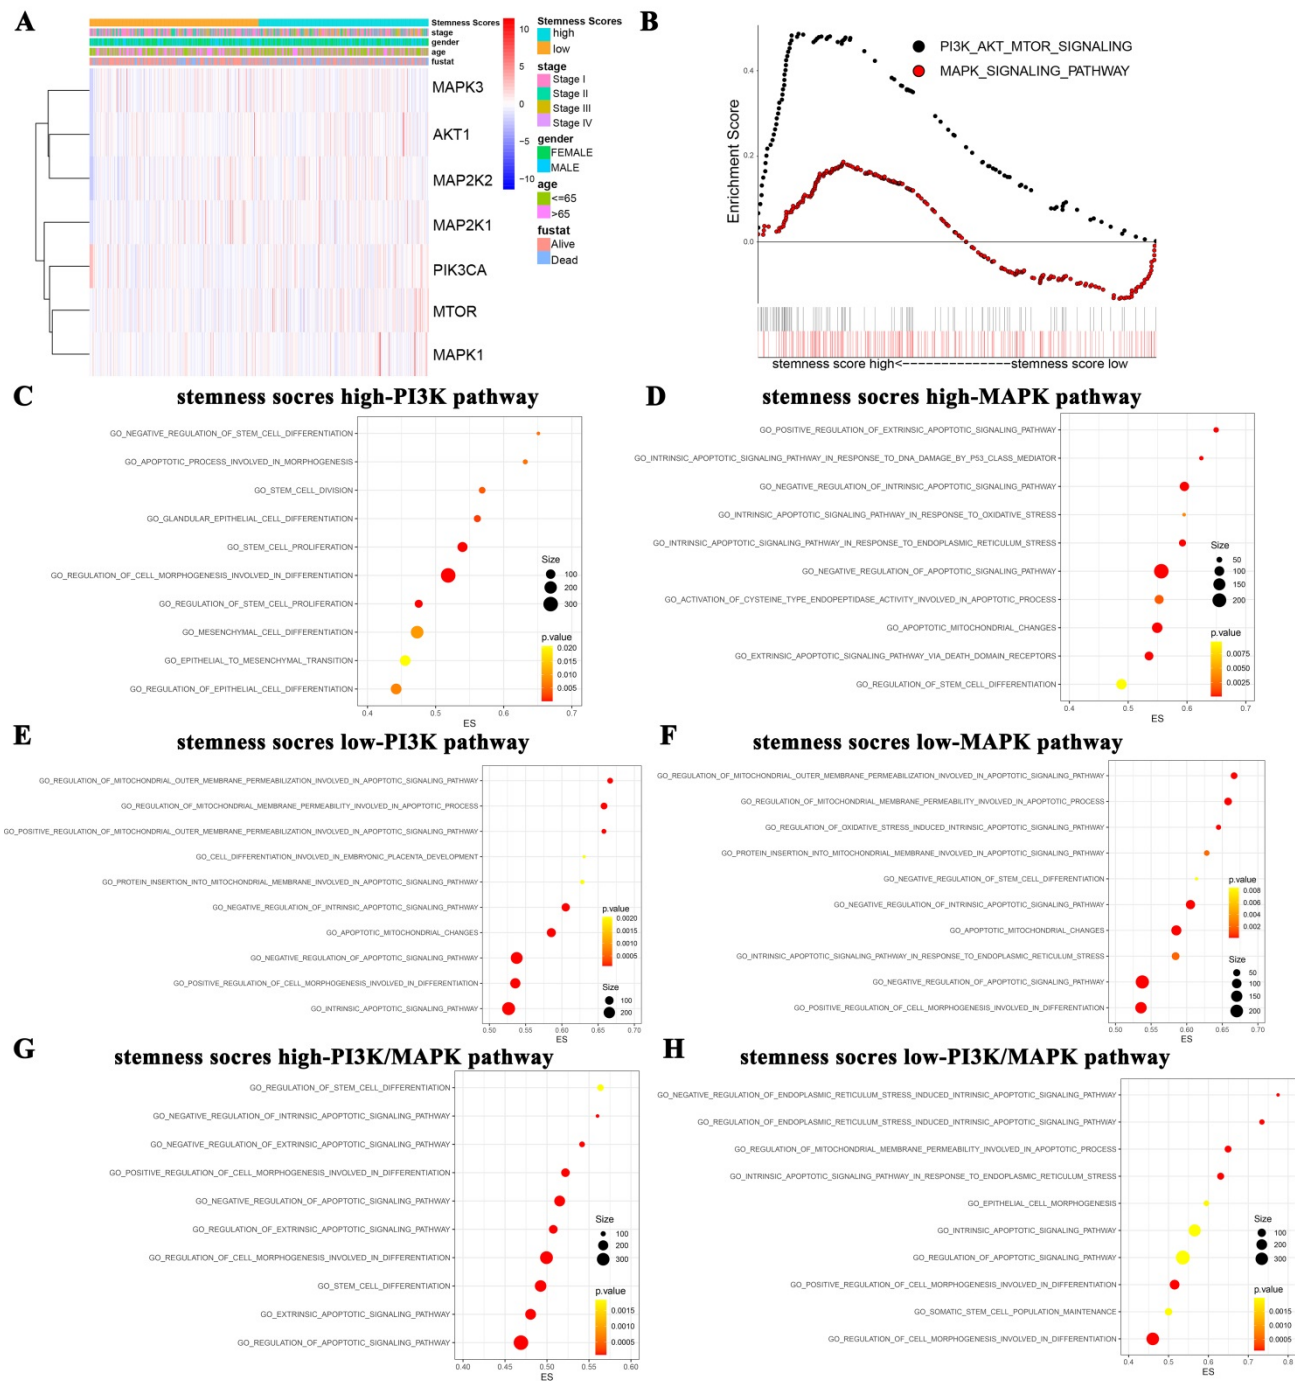 A
Stemness Scores
stage
gender
age
fustat
MAPK3
AKT1
MAP2K2
MAP2K1
PIK3CA
MTOR
MAPK1
10
5
0
−5
−10
Stemness Scores
high
low
stage
Stage I
Stage II
Stage III
Stage IV
gender
FEMALE
MALE
age
<=65
>65
fustat
Alive
Dead
B
PI3K_AKT_MTOR_SIGNALING
MAPK_SIGNALING_PATHWAY
Enrichment Score
0.4
0.2
0.0
stemness score high<--------------stemness score low
C
stemness socres high-PI3K pathway
GO_NEGATIVE_REGULATION_OF_STEM_CELL_DIFFERENTIATION
GO_APOPTOTIC_PROCESS_INVOLVED_IN_MORPHOGENESIS
GO_STEM_CELL_DIVISION
GO_GLANDULAR_EPITHELIAL_CELL_DIFFERENTIATION
GO_STEM_CELL_PROLIFERATION
GO_REGULATION_OF_CELL_MORPHOGENESIS_INVOLVED_IN_DIFFERENTIATION
GO_REGULATION_OF_STEM_CELL_PROLIFERATION
GO_MESENCHYMAL_CELL_DIFFERENTIATION
GO_EPITHELIAL_TO_MESENCHYMAL_TRANSITION
GO_REGULATION_OF_EPITHELIAL_CELL_DIFFERENTIATION
Size
100
200
300
p.value
0.020
0.015
0.010
0.005
0.4 0.5 0.6 0.7
ES
D
stemness socres high-MAPK pathway
GO_POSITIVE_REGULATION_OF_EXTRINSIC_APOPTOTIC_SIGNALING_PATHWAY
GO_INTRINSIC_APOPTOTIC_SIGNALING_PATHWAY_IN_RESPONSE_TO_DNA_DAMAGE_BY_P53_CLASS_MEDIATOR
GO_NEGATIVE_REGULATION_OF_INTRINSIC_APOPTOTIC_SIGNALING_PATHWAY
GO_INTRINSIC_APOPTOTIC_SIGNALING_PATHWAY_IN_RESPONSE_TO_OXIDATIVE_STRESS
GO_INTRINSIC_APOPTOTIC_SIGNALING_PATHWAY_IN_RESPONSE_TO_ENDOPLASMIC_RETICULUM_STRESS
GO_NEGATIVE_REGULATION_OF_APOPTOTIC_SIGNALING_PATHWAY
GO_ACTIVATION_OF_CYSTEINE_TYPE_ENDOPEPTIDASE_ACTIVITY_INVOLVED_IN_APOPTOTIC_PROCESS
GO_APOPTOTIC_MITOCHONDRIAL_CHANGES
GO_EXTRINSIC_APOPTOTIC_SIGNALING_PATHWAY_VIA_DEATH_DOMAIN_RECEPTORS
GO_REGULATION_OF_STEM_CELL_DIFFERENTIATION
Size
50
100
150
200
p.value
0.0075
0.0050
0.0025
0.4 0.5 0.6 0.7
ES
E
stemness socres low-PI3K pathway
GO_REGULATION_OF_MITOCHONDRIAL_OUTER_MEMBRANE_PERMEABILIZATION_INVOLVED_IN_APOPTOTIC_SIGNALING_PATHWAY
GO_REGULATION_OF_MITOCHONDRIAL_MEMBRANE_PERMEABILITY_INVOLVED_IN_APOPTOTIC_PROCESS
GO_POSITIVE_REGULATION_OF_MITOCHONDRIAL_OUTER_MEMBRANE_PERMEABILIZATION_INVOLVED_IN_APOPTOTIC_SIGNALING_PATHWAY
GO_CELL_DIFFERENTIATION_INVOLVED_IN_EMBRYONIC_PLACENTA_DEVELOPMENT
GO_PROTEIN_INSERTION_INTO_MITOCHONDRIAL_MEMBRANE_INVOLVED_IN_APOPTOTIC_SIGNALING_PATHWAY
GO_NEGATIVE_REGULATION_OF_INTRINSIC_APOPTOTIC_SIGNALING_PATHWAY
GO_APOPTOTIC_MITOCHONDRIAL_CHANGES
GO_NEGATIVE_REGULATION_OF_APOPTOTIC_SIGNALING_PATHWAY
GO_POSITIVE_REGULATION_OF_CELL_MORPHOGENESIS_INVOLVED_IN_DIFFERENTIATION
GO_INTRINSIC_APOPTOTIC_SIGNALING_PATHWAY
p.value
0.0020
0.0015
0.0010
0.0005
Size
100
200
0.50 0.55 0.60 0.65 0.70
ES
F
stemness socres low-MAPK pathway
GO_REGULATION_OF_MITOCHONDRIAL_OUTER_MEMBRANE_PERMEABILIZATION_INVOLVED_IN_APOPTOTIC_SIGNALING_PATHWAY
GO_REGULATION_OF_MITOCHONDRIAL_MEMBRANE_PERMEABILITY_INVOLVED_IN_APOPTOTIC_PROCESS
GO_REGULATION_OF_OXIDATIVE_STRESS_INDUCED_INTRINSIC_APOPTOTIC_SIGNALING_PATHWAY
GO_PROTEIN_INSERTION_INTO_MITOCHONDRIAL_MEMBRANE_INVOLVED_IN_APOPTOTIC_SIGNALING_PATHWAY
GO_NEGATIVE_REGULATION_OF_STEM_CELL_DIFFERENTIATION
GO_NEGATIVE_REGULATION_OF_INTRINSIC_APOPTOTIC_SIGNALING_PATHWAY
GO_APOPTOTIC_MITOCHONDRIAL_CHANGES
GO_INTRINSIC_APOPTOTIC_SIGNALING_PATHWAY_IN_RESPONSE_TO_ENDOPLASMIC_RETICULUM_STRESS
GO_NEGATIVE_REGULATION_OF_APOPTOTIC_SIGNALING_PATHWAY
GO_POSITIVE_REGULATION_OF_CELL_MORPHOGENESIS_INVOLVED_IN_DIFFERENTIATION
p.value
0.008
0.006
0.004
0.002
Size
50
100
150
200
0.50 0.55 0.60 0.65 0.70
ES
G
stemness socres high-PI3K/MAPK pathway
GO_REGULATION_OF_STEM_CELL_DIFFERENTIATION
GO_NEGATIVE_REGULATION_OF_INTRINSIC_APOPTOTIC_SIGNALING_PATHWAY
GO_NEGATIVE_REGULATION_OF_EXTRINSIC_APOPTOTIC_SIGNALING_PATHWAY
GO_POSITIVE_REGULATION_OF_CELL_MORPHOGENESIS_INVOLVED_IN_DIFFERENTIATION
GO_NEGATIVE_REGULATION_OF_APOPTOTIC_SIGNALING_PATHWAY
GO_REGULATION_OF_EXTRINSIC_APOPTOTIC_SIGNALING_PATHWAY
GO_REGULATION_OF_CELL_MORPHOGENESIS_INVOLVED_IN_DIFFERENTIATION
GO_STEM_CELL_DIFFERENTIATION
GO_EXTRINSIC_APOPTOTIC_SIGNALING_PATHWAY
GO_REGULATION_OF_APOPTOTIC_SIGNALING_PATHWAY
Size
100
200
300
p.value
0.0015
0.0010
0.0005
0.40 0.45 0.50 0.55 0.60
ES
H
stemness socres low-PI3K/MAPK pathway
GO_NEGATIVE_REGULATION_OF_ENDOPLASMIC_RETICULUM_STRESS_INDUCED_INTRINSIC_APOPTOTIC_SIGNALING_PATHWAY
GO_REGULATION_OF_ENDOPLASMIC_RETICULUM_STRESS_INDUCED_INTRINSIC_APOPTOTIC_SIGNALING_PATHWAY
GO_REGULATION_OF_MITOCHONDRIAL_MEMBRANE_PERMEABILITY_INVOLVED_IN_APOPTOTIC_PROCESS
GO_INTRINSIC_APOPTOTIC_SIGNALING_PATHWAY_IN_RESPONSE_TO_ENDOPLASMIC_RETICULUM_STRESS
GO_EPITHELIAL_CELL_MORPHOGENESIS
GO_INTRINSIC_APOPTOTIC_SIGNALING_PATHWAY
GO_REGULATION_OF_APOPTOTIC_SIGNALING_PATHWAY
GO_POSITIVE_REGULATION_OF_CELL_MORPHOGENESIS_INVOLVED_IN_DIFFERENTIATION
GO_SOMATIC_STEM_CELL_POPULATION_MAINTENANCE
GO_REGULATION_OF_CELL_MORPHOGENESIS_INVOLVED_IN_DIFFERENTIATION
Size
100
200
300
p.value
0.0015
0.0010
0.0005
0.4 0.5 0.6 0.7 0.8
ES